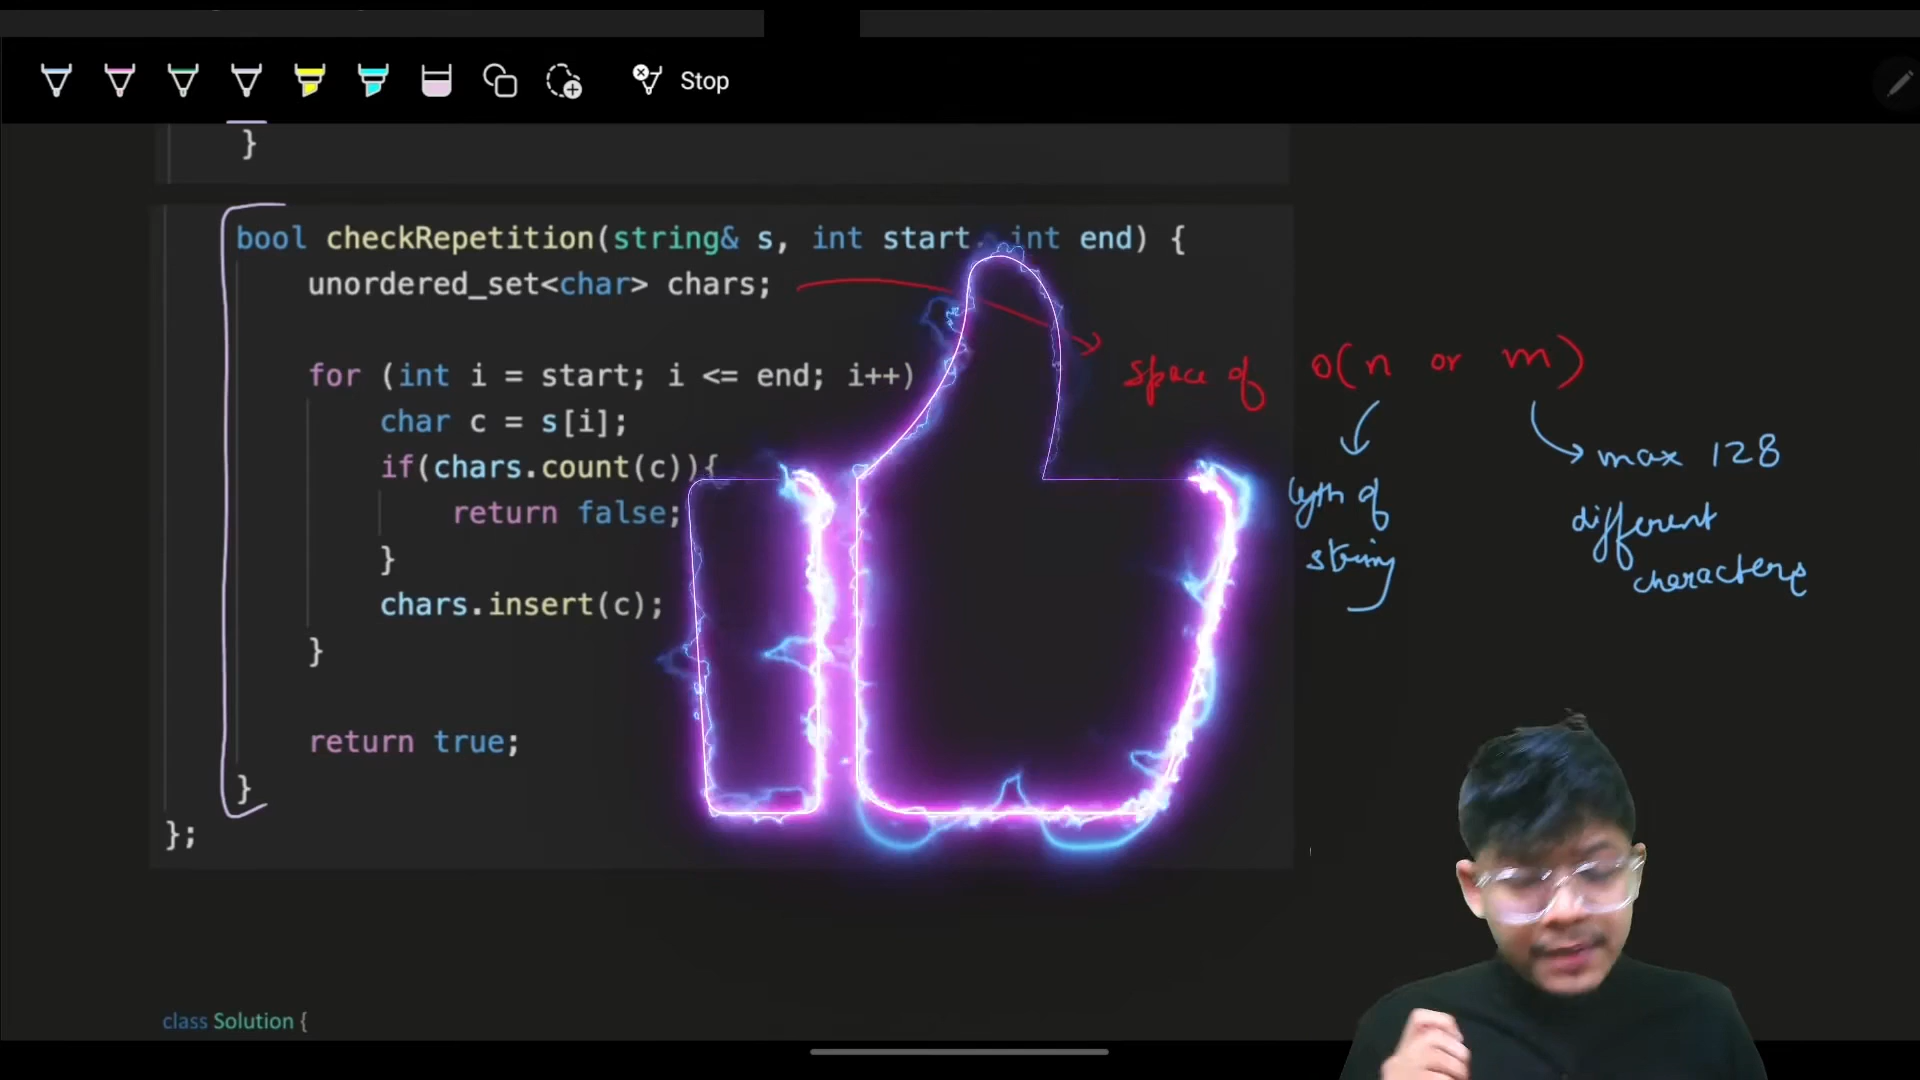 Stop
}
bool checkRepetition(string& s, int start, int end) {
unordered_set<char> chars;
for (int i = start; i <= end; i++)
char c = s[i];
if(chars.count(c)){
return false;
}
chars.insert(c);
}
return true;
}
};
space of O(n or m)
length of
string
max 128
different
characters
class Solution {